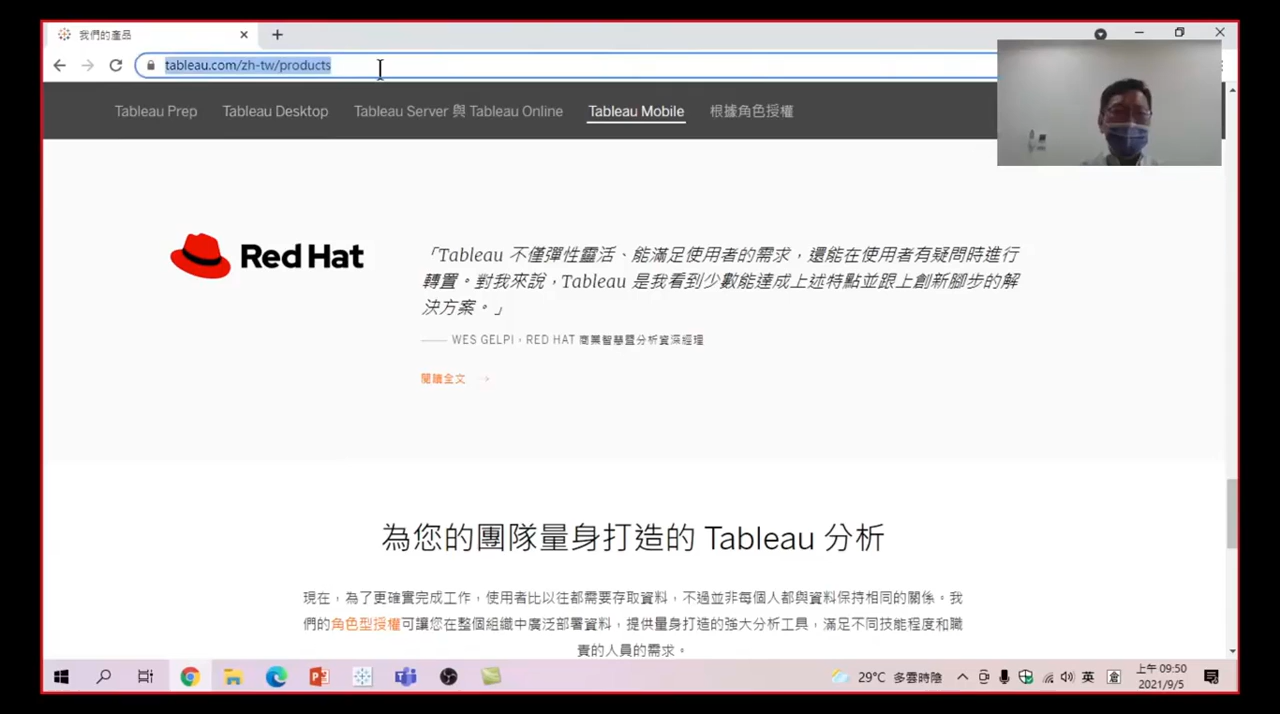 我們的產品
tableau.com/zh-tw/products
Tableau Prep Tableau Desktop Tableau Server 與 Tableau Online Tableau Mobile 根據角色授權
Red Hat
「Tableau 不僅彈性靈活、能滿足使用者的需求，還能在使用者有疑問時進行
轉置。對我來說，Tableau 是我看到少數能達成上述特點並跟上創新腳步的解
決方案。」
—— WES GELPI，RED HAT 商業智慧暨分析資深經理
閱讀全文 →
為您的團隊量身打造的 Tableau 分析
現在，為了更確實完成工作，使用者比以往都需要存取資料，不過並非每個人都與資料保持相同的關係。我
們的角色型授權可讓您在整個組織中廣泛部署資料，提供量身打造的強大分析工具，滿足不同技能程度和職
責的人員的需求。
29°C 多雲時陰 英 倉 上午 09:50
2021/9/5